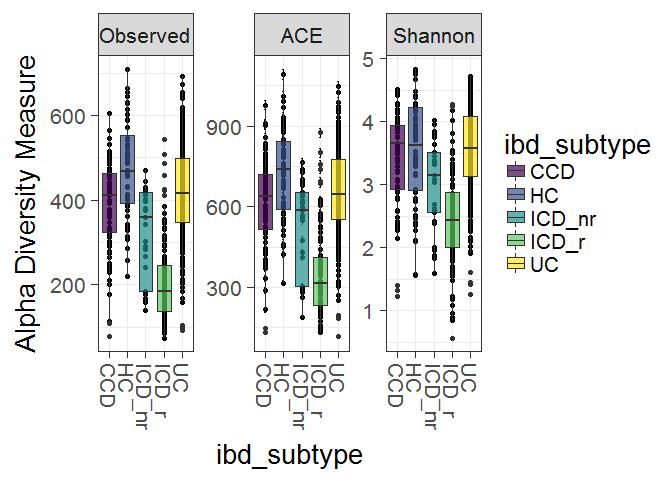 Observed
ACE
Shannon
Alpha Diversity Measure
600
400
200
900
600
300
5
4
3
2
1
CCD
HC
ICD_nr
ICD_r
UC
CCD
HC
ICD_nr
ICD_r
UC
CCD
HC
ICD_nr
ICD_r
UC
ibd_subtype
ibd_subtype
CCD
HC
ICD_nr
ICD_r
UC